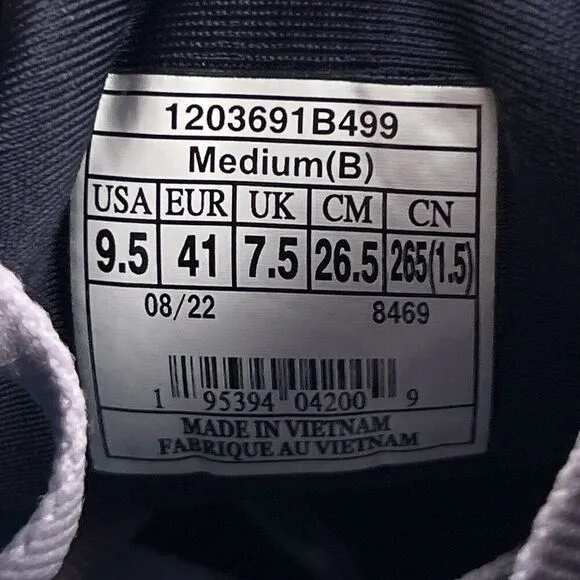 1203691B499
Medium(B)
USA EUR UK CM CN
9.5 41 7.5 26.5 265(1.5)
08/22 8469
1 95394 04200 9
MADE IN VIETNAM
FABRIQUE AU VIETNAM